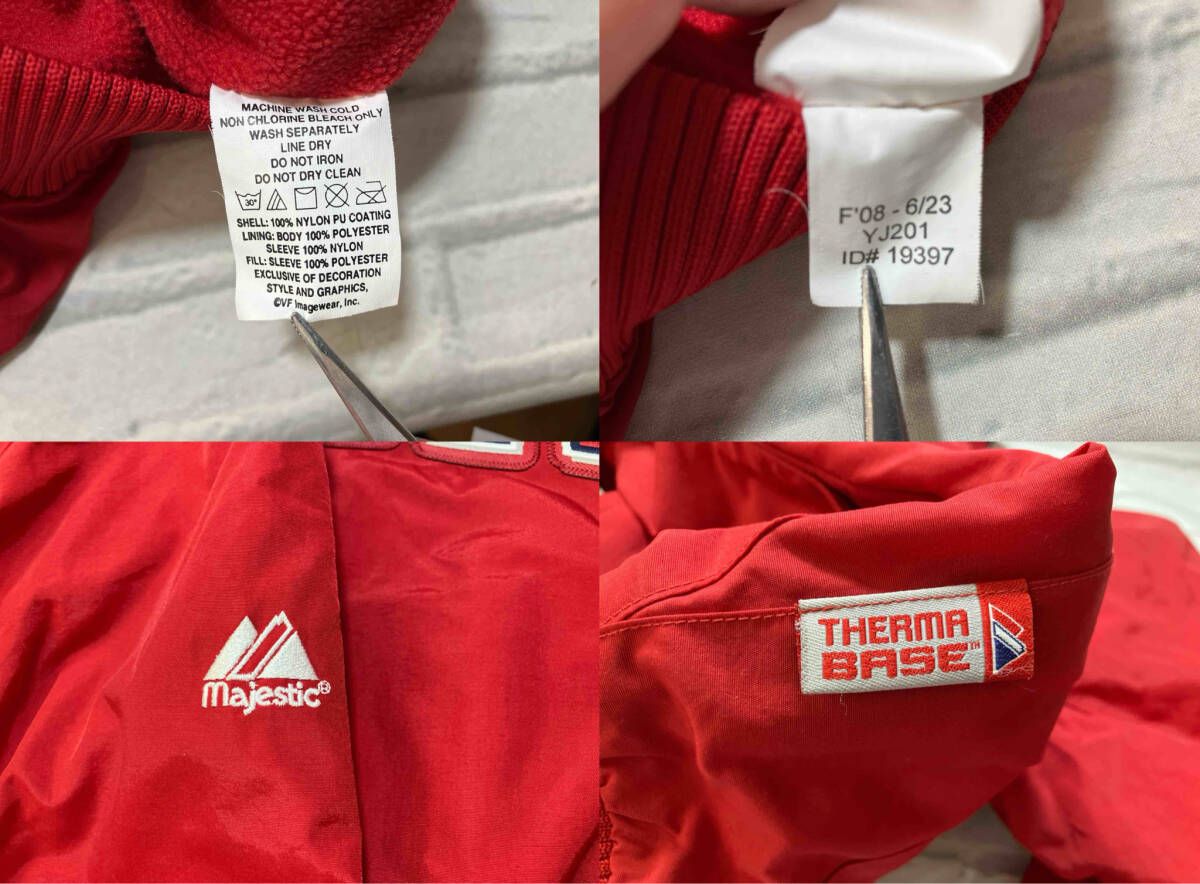 MACHINE WASH COLD
NON CHLORINE BLEACH ONLY
WASH SEPARATELY
LINE DRY
DO NOT IRON
DO NOT DRY CLEAN
30°
SHELL: 100% NYLON PU COATING
LINING: BODY 100% POLYESTER
SLEEVE 100% NYLON
FILL: SLEEVE 100% POLYESTER
EXCLUSIVE OF DECORATION
STYLE AND GRAPHICS,
©VF Imagewear, Inc.
F'08 - 6/23
YJ201
ID# 19397
Majestic®
THERMA
BASE™